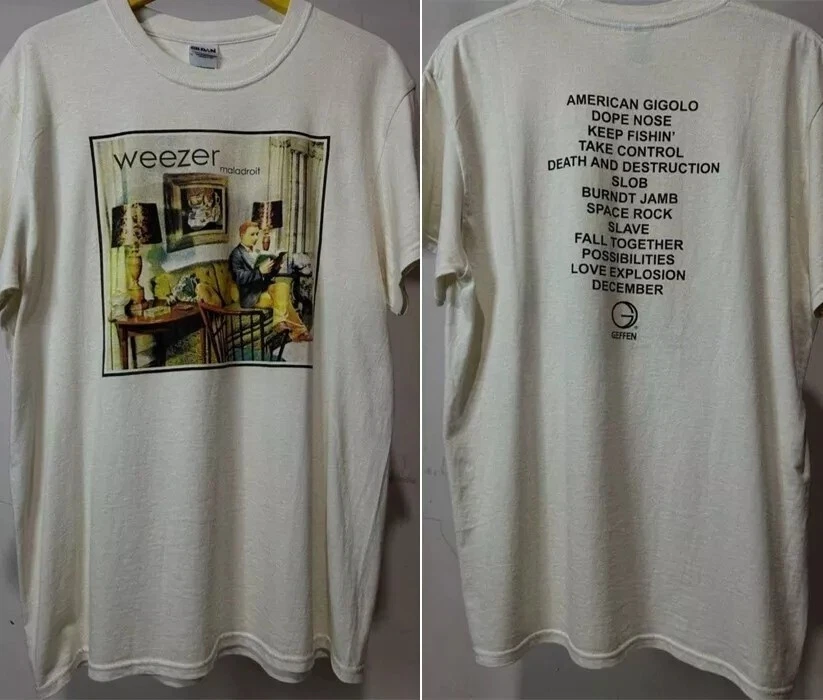 GILDAN
weezer
maladroit
AMERICAN GIGOLO
DOPE NOSE
KEEP FISHIN'
TAKE CONTROL
DEATH AND DESTRUCTION
SLOB
BURNDT JAMB
SPACE ROCK
SLAVE
FALL TOGETHER
POSSIBILITIES
LOVE EXPLOSION
DECEMBER
GEFFEN